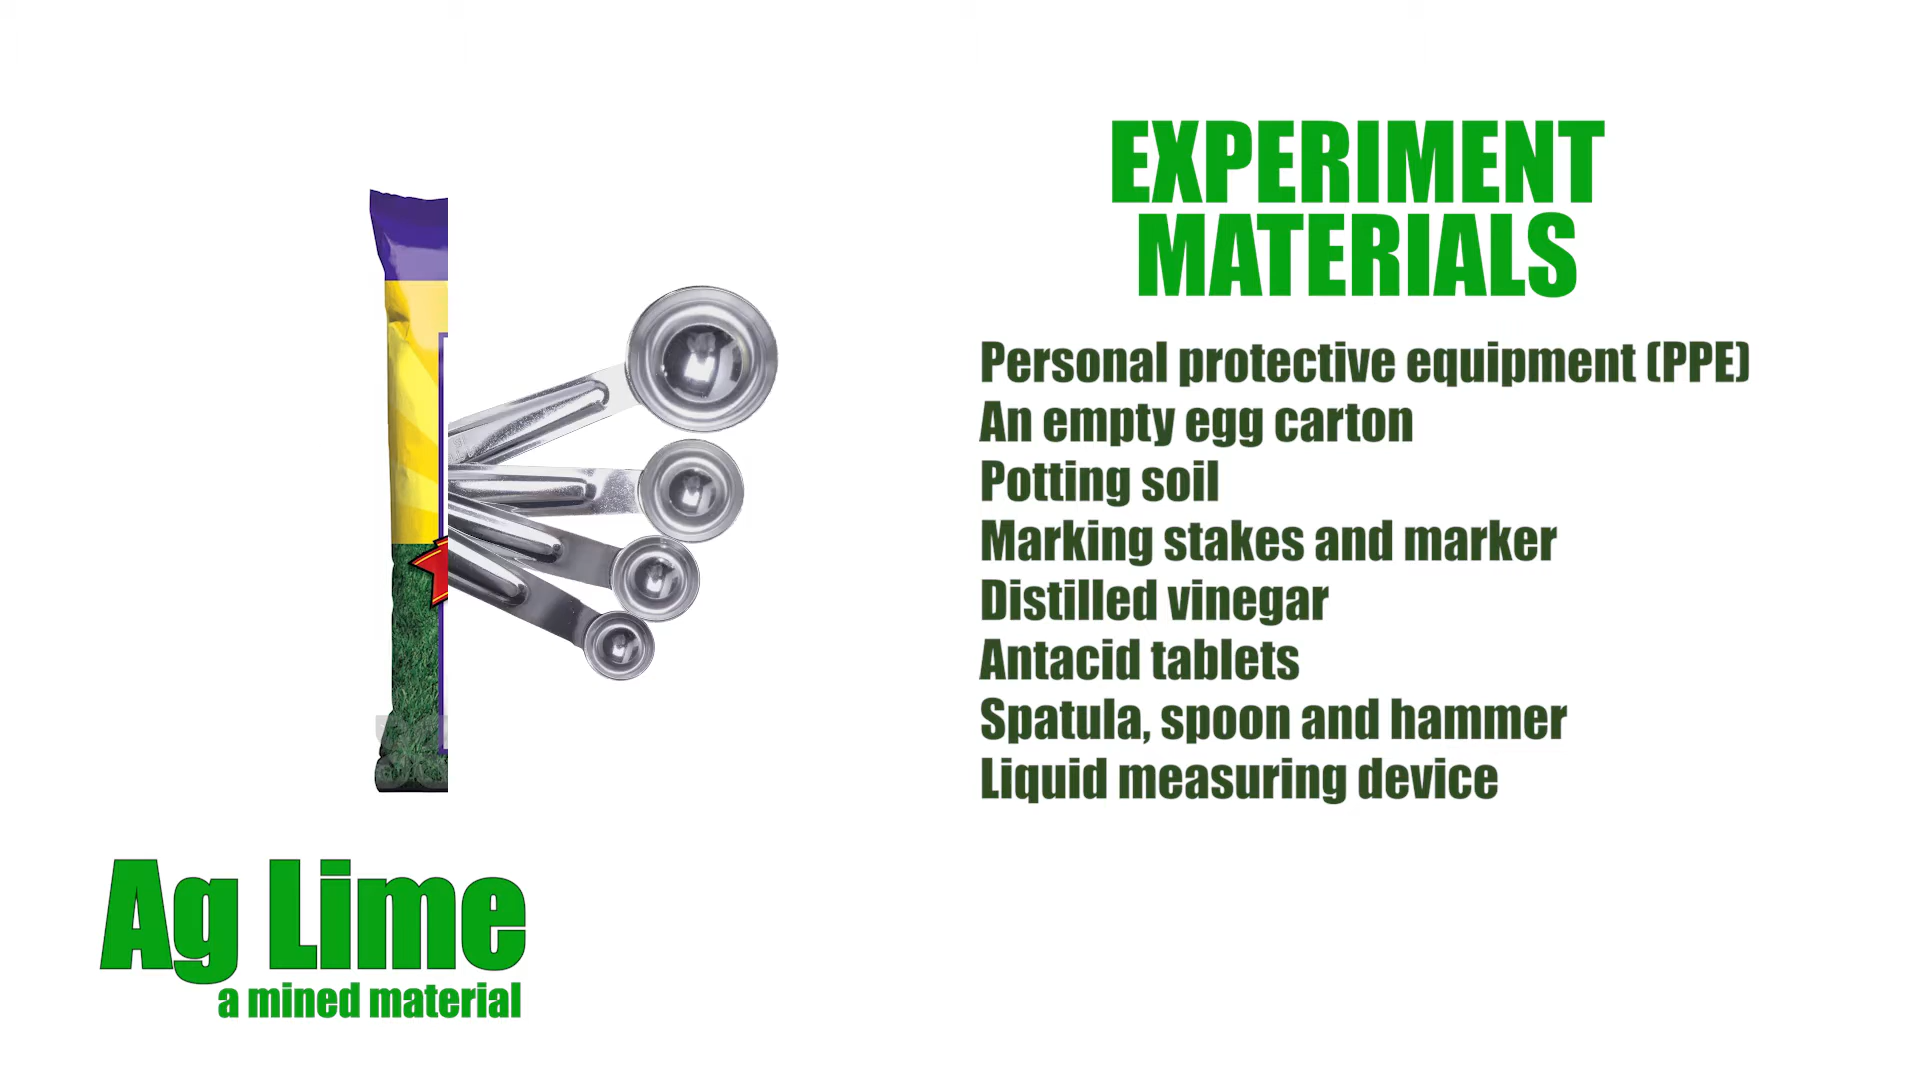 EXPERIMENT
MATERIALS
Personal protective equipment (PPE)
An empty egg carton
Potting soil
Marking stakes and marker
Distilled vinegar
Antacid tablets
Spatula, spoon and hammer
Liquid measuring device
Ag Lime
a mined material